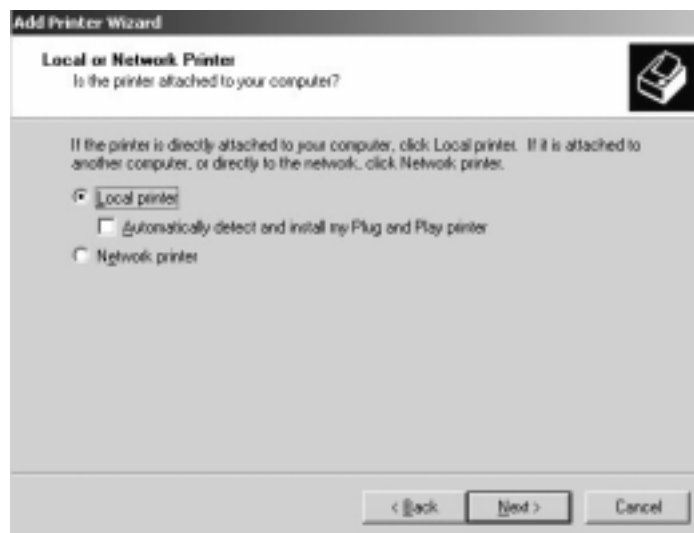 Add Printer Wizard
Local or Network Printer
Is the printer attached to your computer?
If the printer is directly attached to your computer, click Local printer. If it is attached to
another computer, or directly to the network, click Network printer.
Local printer
Automatically detect and install my Plug and Play printer
Network printer
< Back
Next >
Cancel